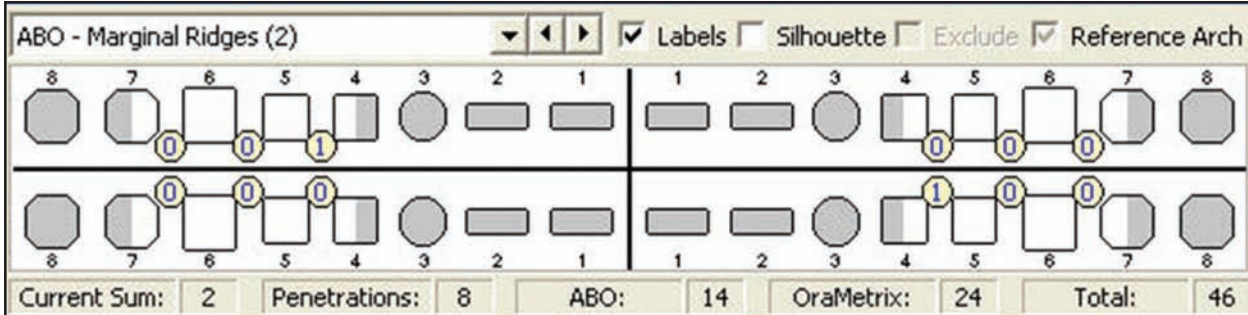 ABO - Marginal Ridges (2) Labels Silhouette Exclude Reference Arch
8 7 6 5 4 3 2 1 1 2 3 4 5 6 7 8
0 0 1 0 0 0
0 0 0 1 0 0
8 7 6 5 4 3 2 1 1 2 3 4 5 6 7 8
Current Sum: 2 Penetrations: 8 ABO: 14 OraMetrix: 24 Total: 46